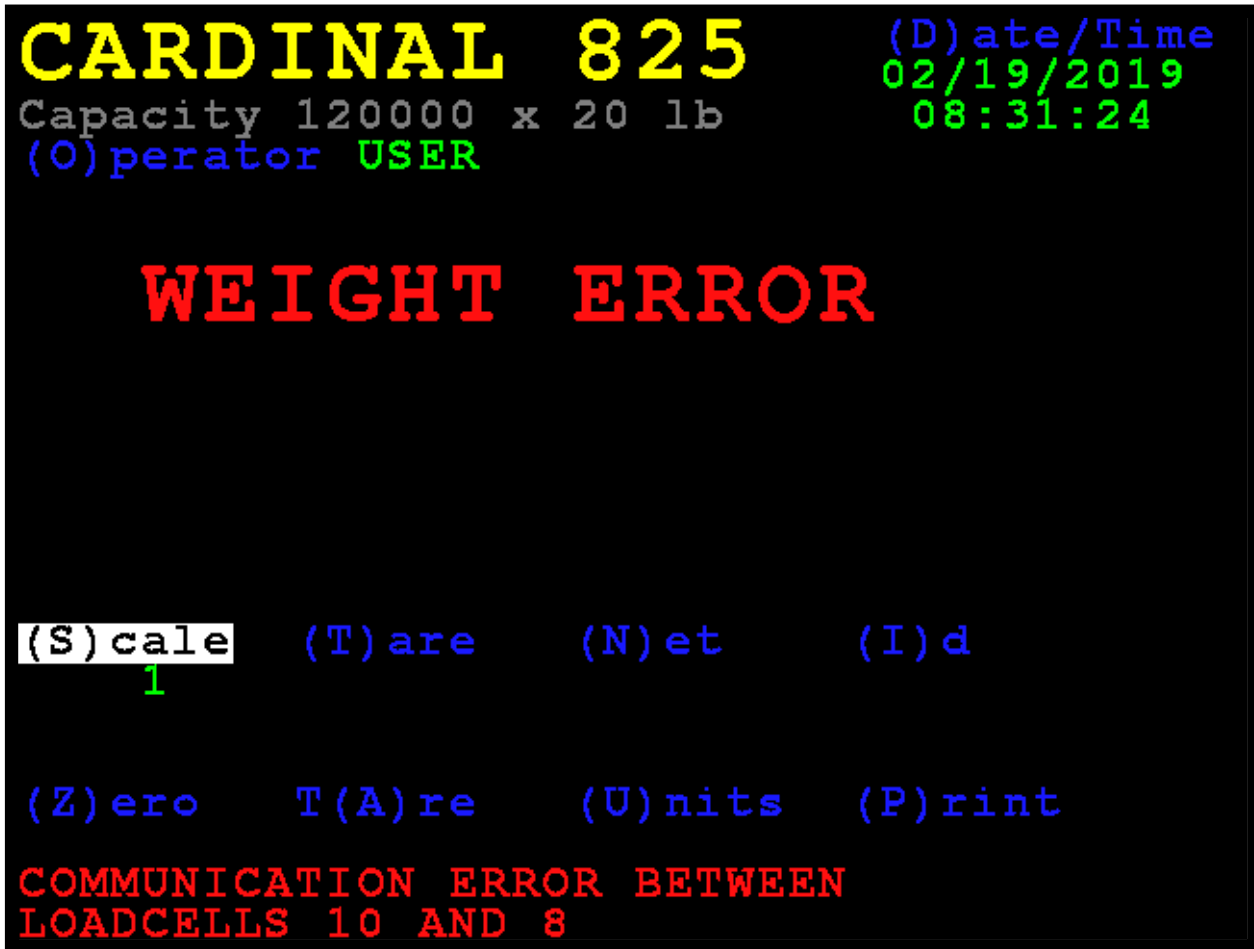 CARDINAL 825
(D)ate/Time
02/19/2019
Capacity 120000 x 20 lb
08:31:24
(O)perator USER
WEIGHT ERROR
(S)cale (T)are (N)et (I)d
1
(Z)ero T(A)re (U)nits (P)rint
COMMUNICATION ERROR BETWEEN
LOADCELLS 10 AND 8